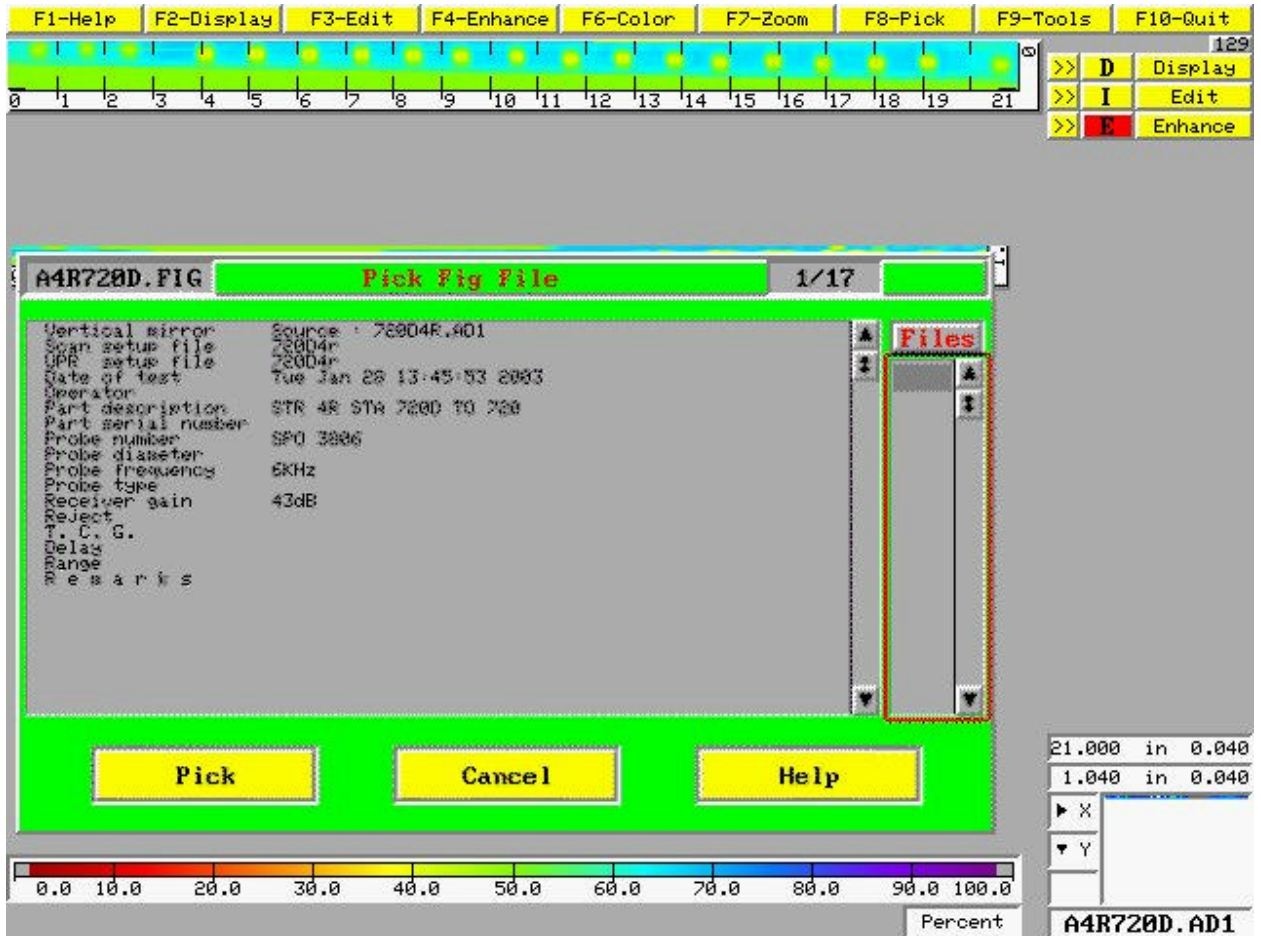 F1-Help F2-Display F3-Edit F4-Enhance F6-Color F7-Zoom F8-Pick F9-Tools F10-Quit
129
>> D Display
0 1 2 3 4 5 6 7 8 9 10 11 12 13 14 15 16 17 18 19 21
>> I Edit
>> E Enhance
A4R720D.FIG Pick Fig File 1/17
Vertical mirror Source : 720D4R.AD1
Files
Scan setup file 720D4r
UPR setup file 720D4r
Date of test Tue Jan 28 13:45:53 2003
Operator
Part description STR 4R STA 720D TO 720
Part serial number
Probe number SPO 3806
Probe diameter
Probe frequency 6KHz
Probe type
Receiver gain 43dB
Reject
T. C. G.
Delay
Range
R e m a r k s
Pick Cancel Help
21.000 in 0.040
1.040 in 0.040
X
Y
0.0 10.0 20.0 30.0 40.0 50.0 60.0 70.0 80.0 90.0 100.0
Percent
A4R720D.AD1